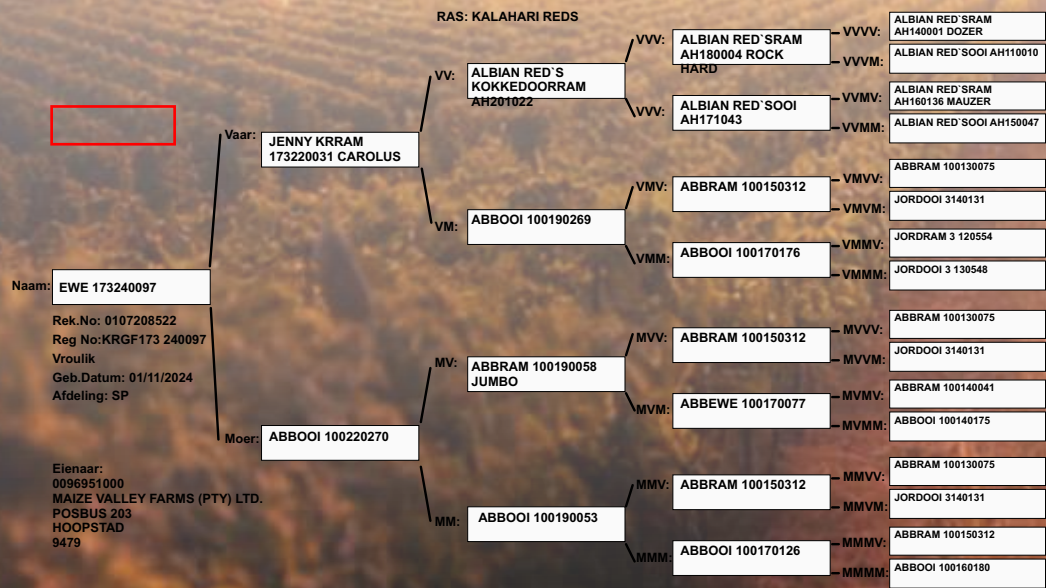 RAS: KALAHARI REDS
Naam:
EWE 173240097
Rek.No: 0107208522
Reg No:KRGF173 240097
Vroulik
Geb.Datum: 01/11/2024
Afdeling: SP
Eienaar:
0096951000
MAIZE VALLEY FARMS (PTY) LTD.
POSBUS 203
HOOPSTAD
9479
Vaar:
JENNY KRRAM
173220031 CAROLUS
Moer:
ABBOOI 100220270
VV:
ALBIAN RED`S
KOKKEDOORRAM
AH201022
VM:
ABBOOI 100190269
MV:
ABBRAM 100190058
JUMBO
MM:
ABBOOI 100190053
VVV:
ALBIAN RED`SRAM
AH180004 ROCK
HARD
VVV:
ALBIAN RED`SOOI
AH171043
VMV:
ABBRAM 100150312
VMM:
ABBOOI 100170176
MVV:
ABBRAM 100150312
MVM:
ABBEWE 100170077
MMV:
ABBRAM 100150312
MMM:
ABBOOI 100170126
VVVV:
ALBIAN RED`SRAM
AH140001 DOZER
VVVM:
ALBIAN RED`SOOI AH110010
VVMV:
ALBIAN RED`SRAM
AH160136 MAUZER
VVMM:
ALBIAN RED`SOOI AH150047
VMVV:
ABBRAM 100130075
VMVM:
JORDOOI 3140131
VMMV:
JORDRAM 3 120554
VMMM:
JORDOOI 3 130548
MVVV:
ABBRAM 100130075
MVVM:
JORDOOI 3140131
MVMV:
ABBRAM 100140041
MVMM:
ABBOOI 100140175
MMVV:
ABBRAM 100130075
MMVM:
JORDOOI 3140131
MMMV:
ABBRAM 100150312
MMMM:
ABBOOI 100160180